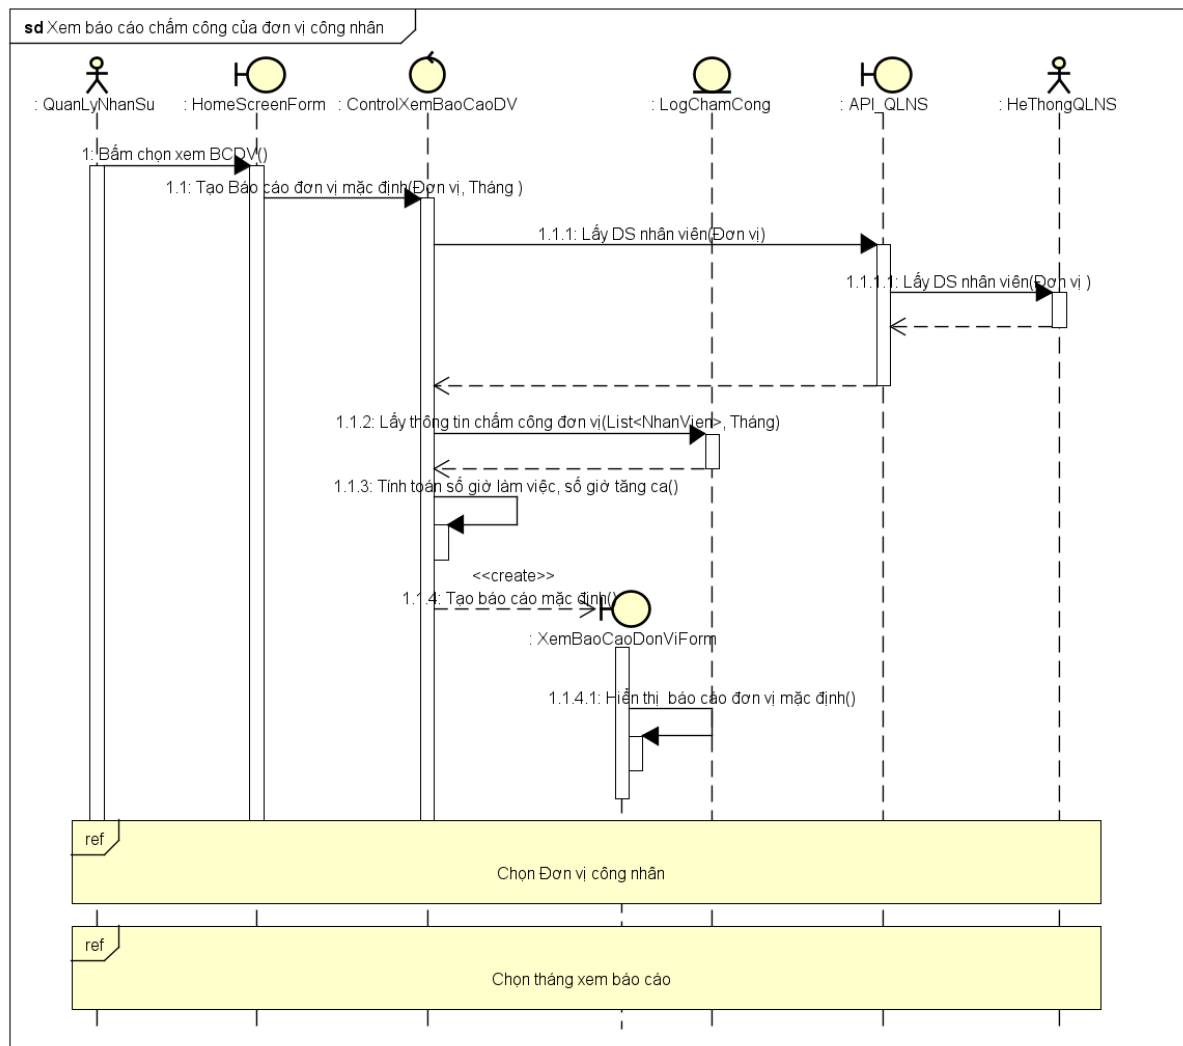 sd Xem báo cáo chấm công của đơn vị công nhân
: QuanLyNhanSu
: HomeScreenForm
: ControlXemBaoCaoDV
: LogChamCong
: API_QLNS
: HeThongQLNS
1: Bấm chọn xem BCDV()
1.1: Tạo Báo cáo đơn vị mặc định(Đơn vị, Tháng )
1.1.1: Lấy DS nhân viên(Đơn vị)
1.1.1.1: Lấy DS nhân viên(Đơn vị )
1.1.2: Lấy thông tin chấm công đơn vị(List<NhanVien>, Tháng)
1.1.3: Tính toán số giờ làm việc, số giờ tăng ca()
<<create>>
1.1.4: Tạo báo cáo mặc định()
: XemBaoCaoDonViForm
1.1.4.1: Hiển thị  báo cáo đơn vị mặc định()
ref
Chọn Đơn vị công nhân
ref
Chọn tháng xem báo cáo